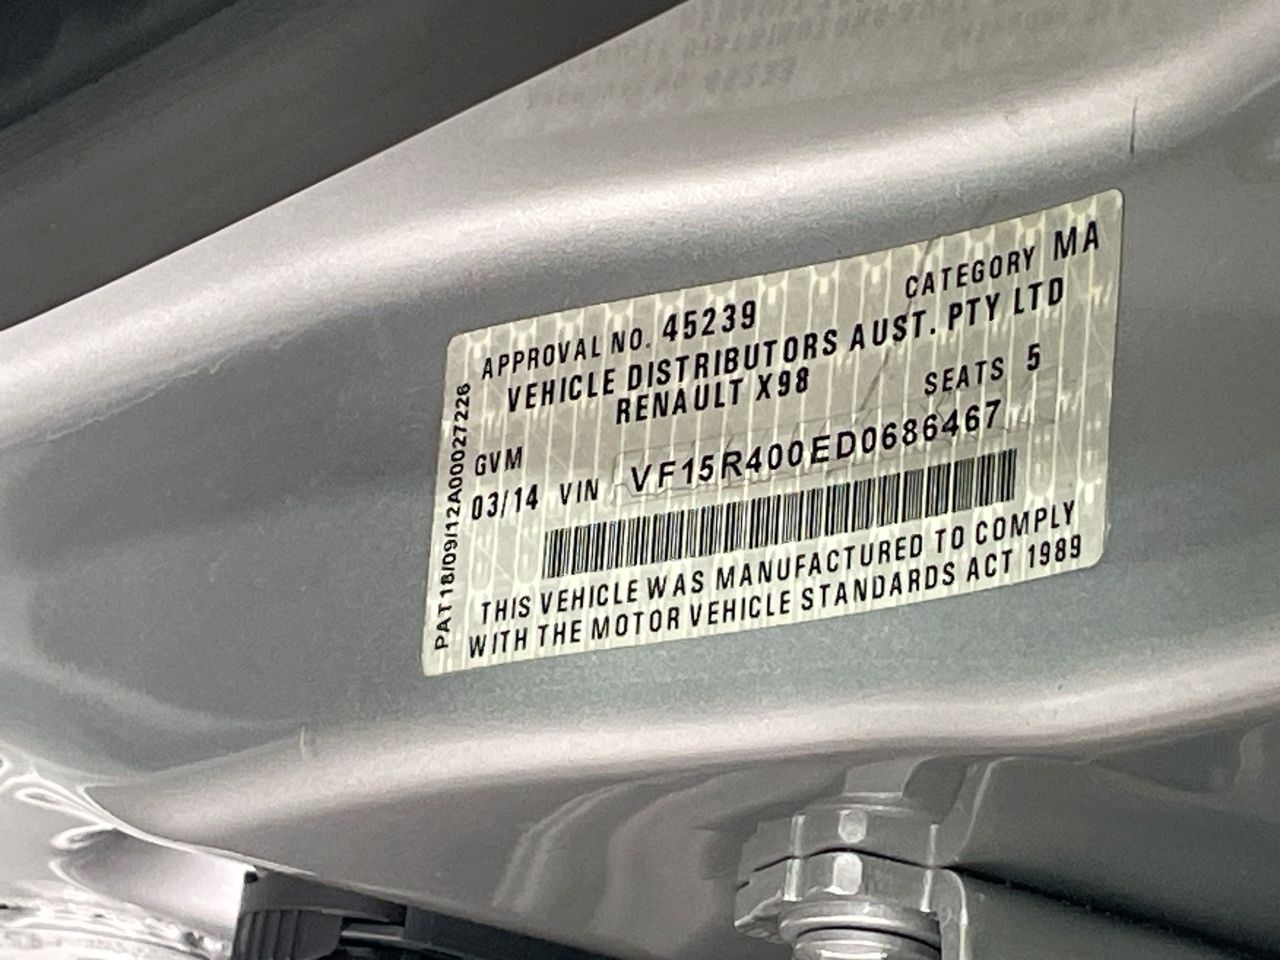 APPROVAL NO. 45239 CATEGORY MA
VEHICLE DISTRIBUTORS AUST. PTY LTD
RENAULT X98 SEATS 5
GVM
03/14 VIN VF15R400ED0686467
THIS VEHICLE WAS MANUFACTURED TO COMPLY
WITH THE MOTOR VEHICLE STANDARDS ACT 1989
PAT18/09/12A00027226